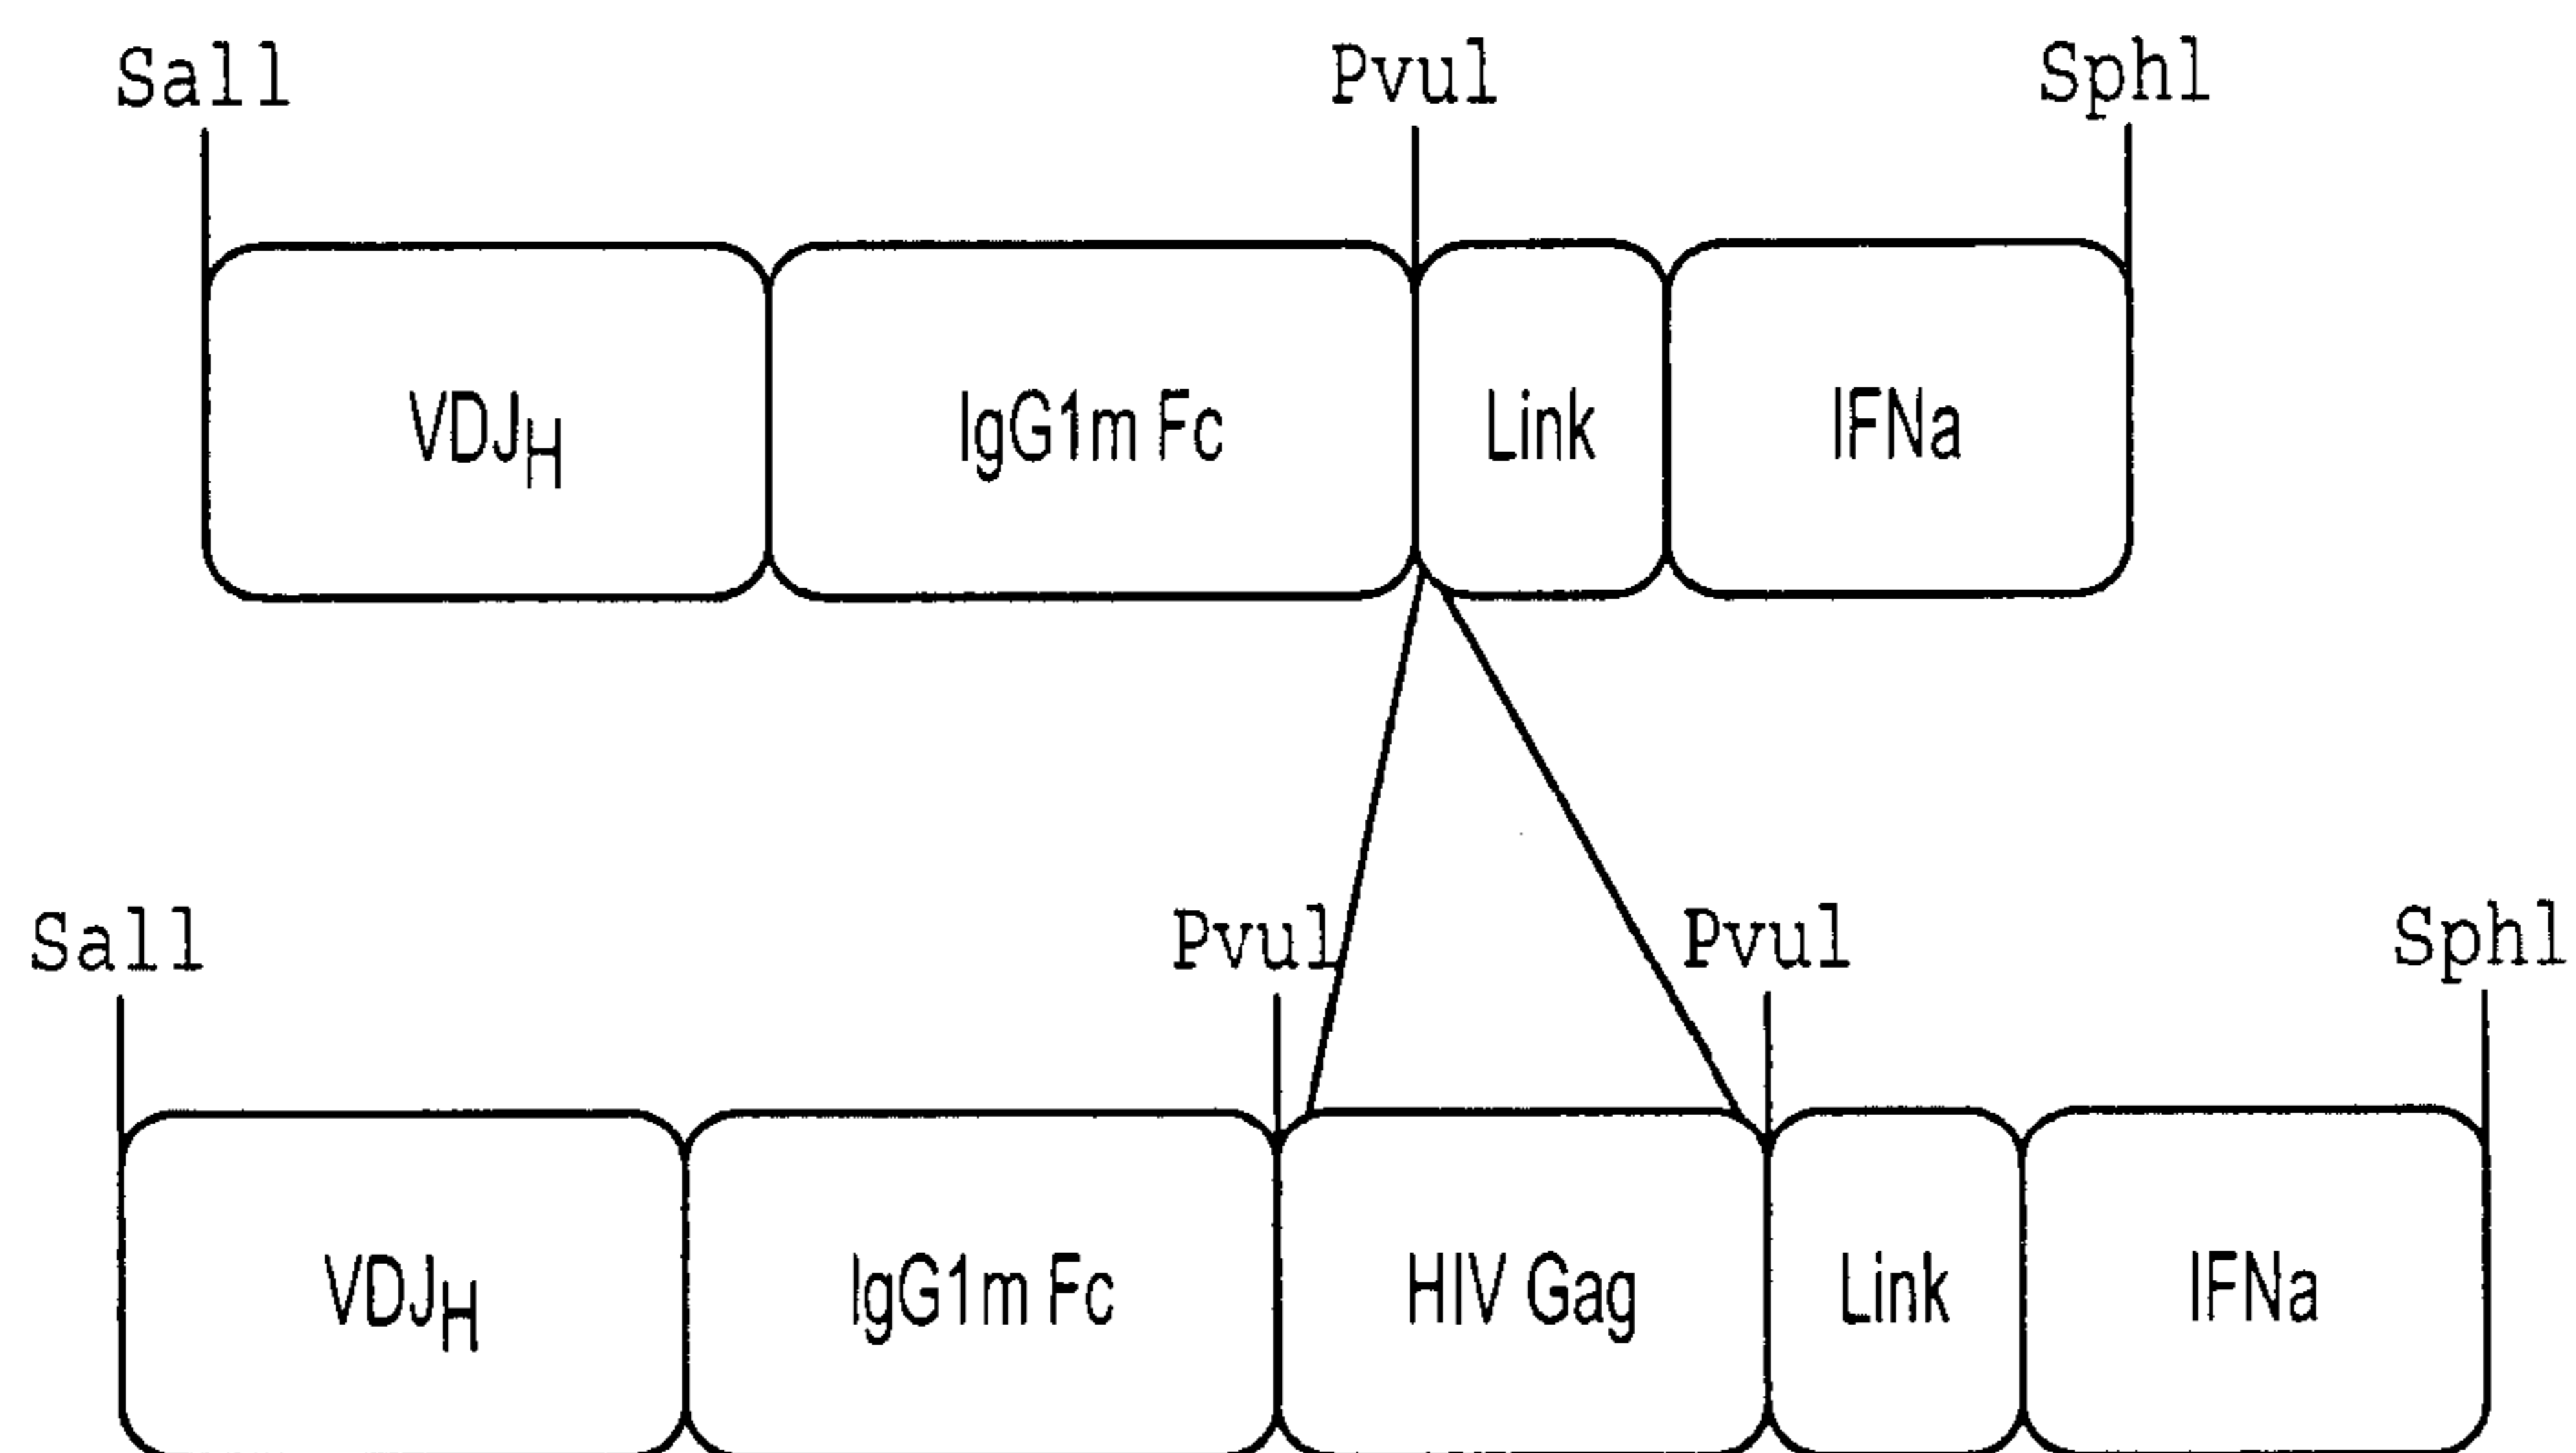 SalI PvuI SphI
VDJH IgG1m Fc Link IFNa
SalI PvuI PvuI SphI
VDJH IgG1m Fc HIV Gag Link IFNa